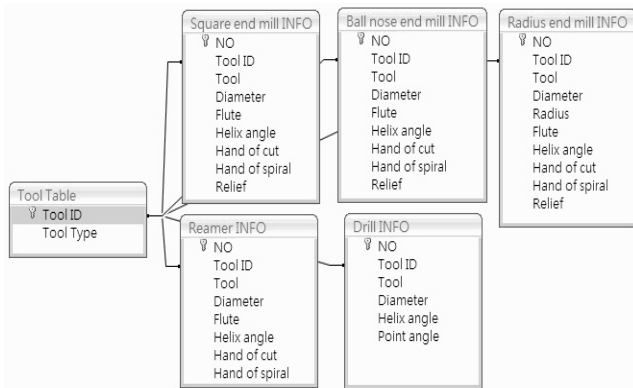 Square end mill INFO
NO
Tool ID
Tool
Diameter
Flute
Helix angle
Hand of cut
Hand of spiral
Relief
Ball nose end mill INFO
NO
Tool ID
Tool
Diameter
Flute
Helix angle
Hand of cut
Hand of spiral
Relief
Radius end mill INFO
NO
Tool ID
Tool
Diameter
Radius
Flute
Helix angle
Hand of cut
Hand of spiral
Relief
Tool Table
Tool ID
Tool Type
Reamer INFO
NO
Tool ID
Tool
Diameter
Flute
Helix angle
Hand of cut
Hand of spiral
Drill INFO
NO
Tool ID
Tool
Diameter
Helix angle
Point angle